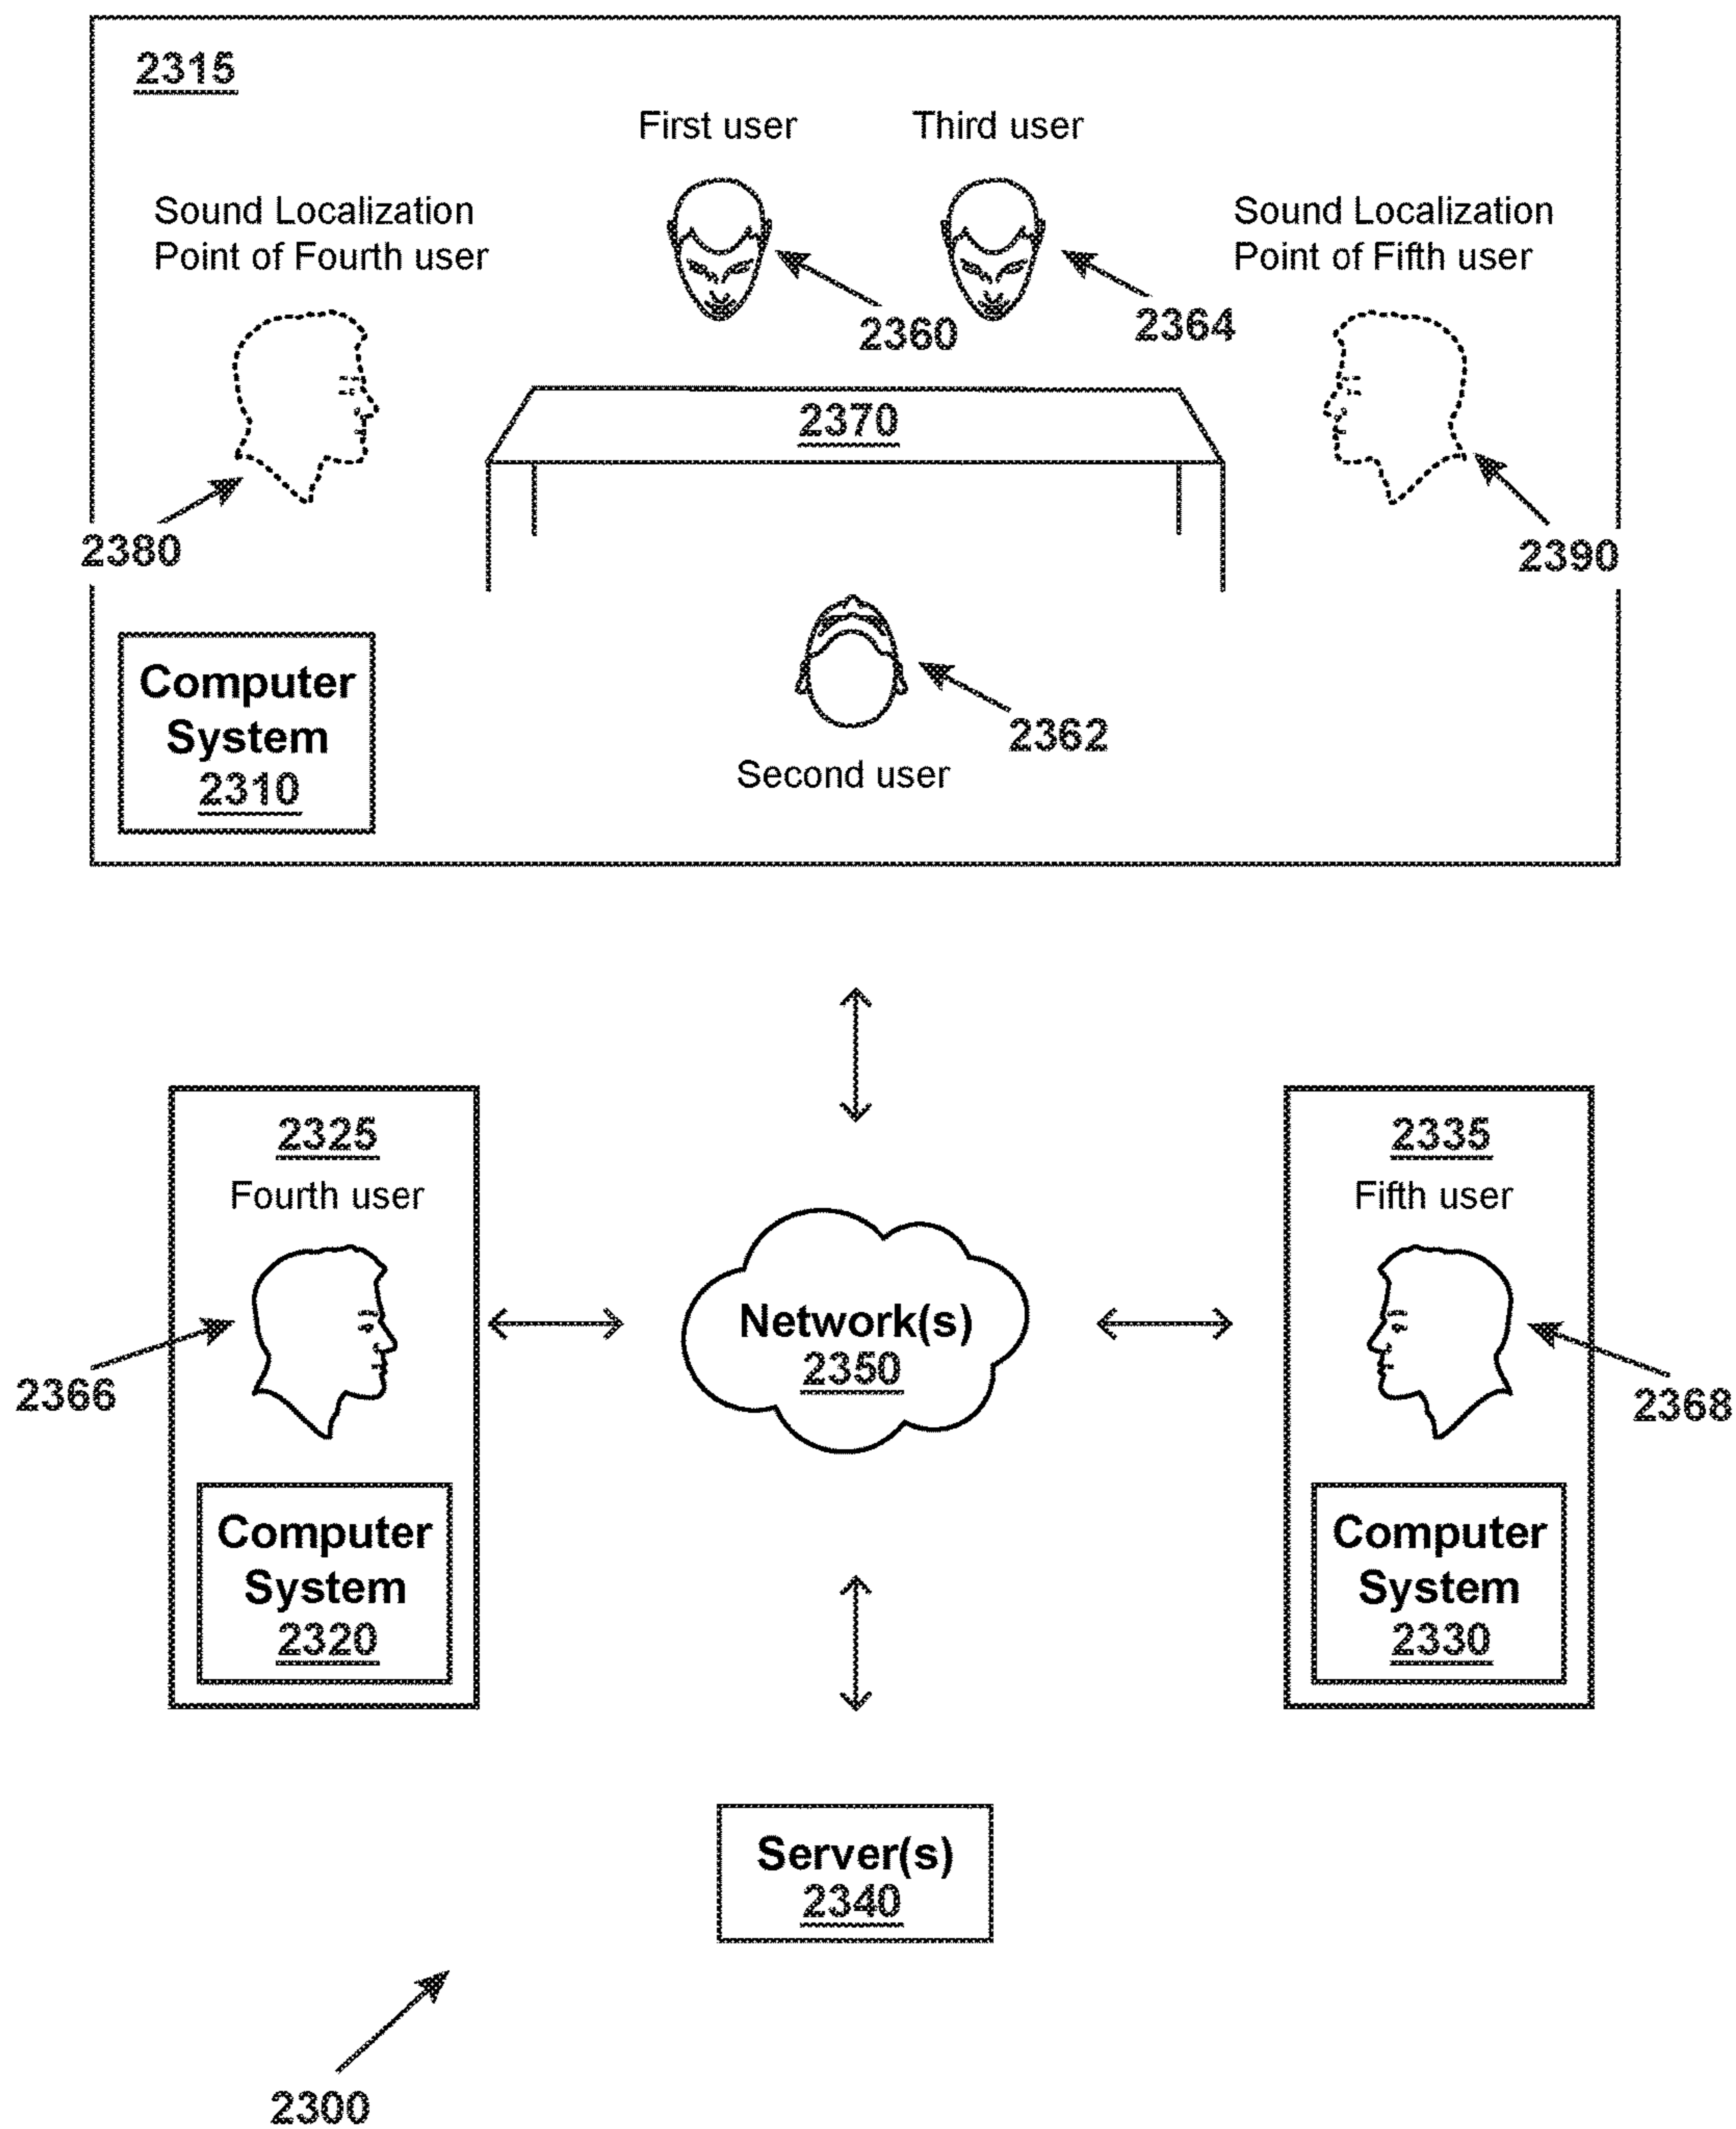 2315
First user
Third user
Sound Localization
Point of Fourth user
Sound Localization
Point of Fifth user
2360
2364
2370
2380
2390
Computer
System
2310
2362
Second user
2325
Fourth user
2335
Fifth user
Network(s)
2350
2366
2368
Computer
System
2320
Computer
System
2330
Server(s)
2340
2300